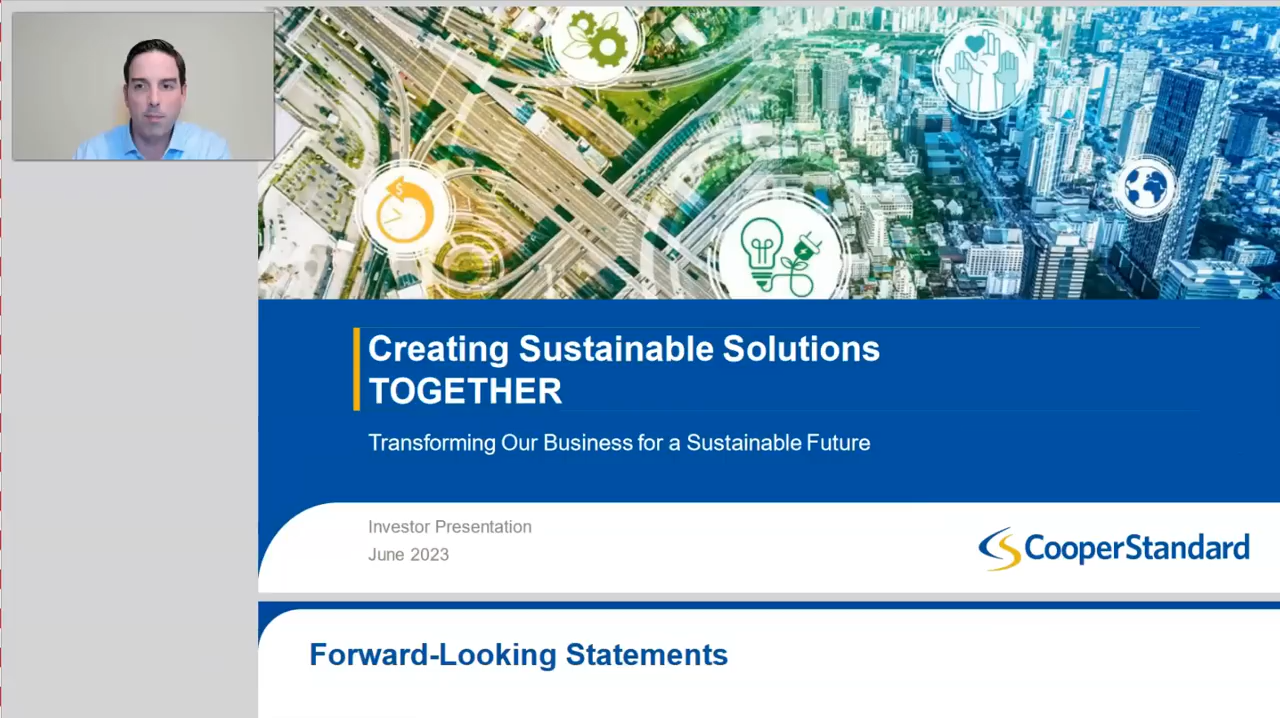 $
Creating Sustainable Solutions
TOGETHER
Transforming Our Business for a Sustainable Future
Investor Presentation
June 2023
CooperStandard
Forward-Looking Statements